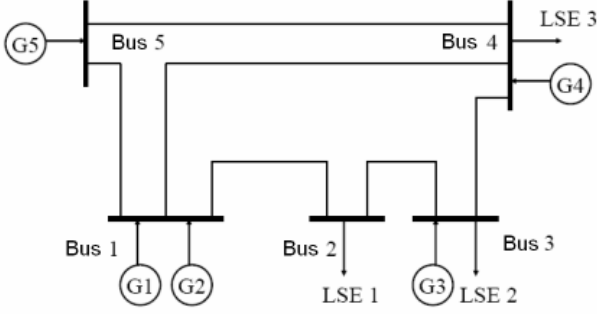 LSE 3
G5
Bus 5
Bus 4
G4
Bus 1
Bus 2
Bus 3
G1
G2
LSE 1
G3
LSE 2